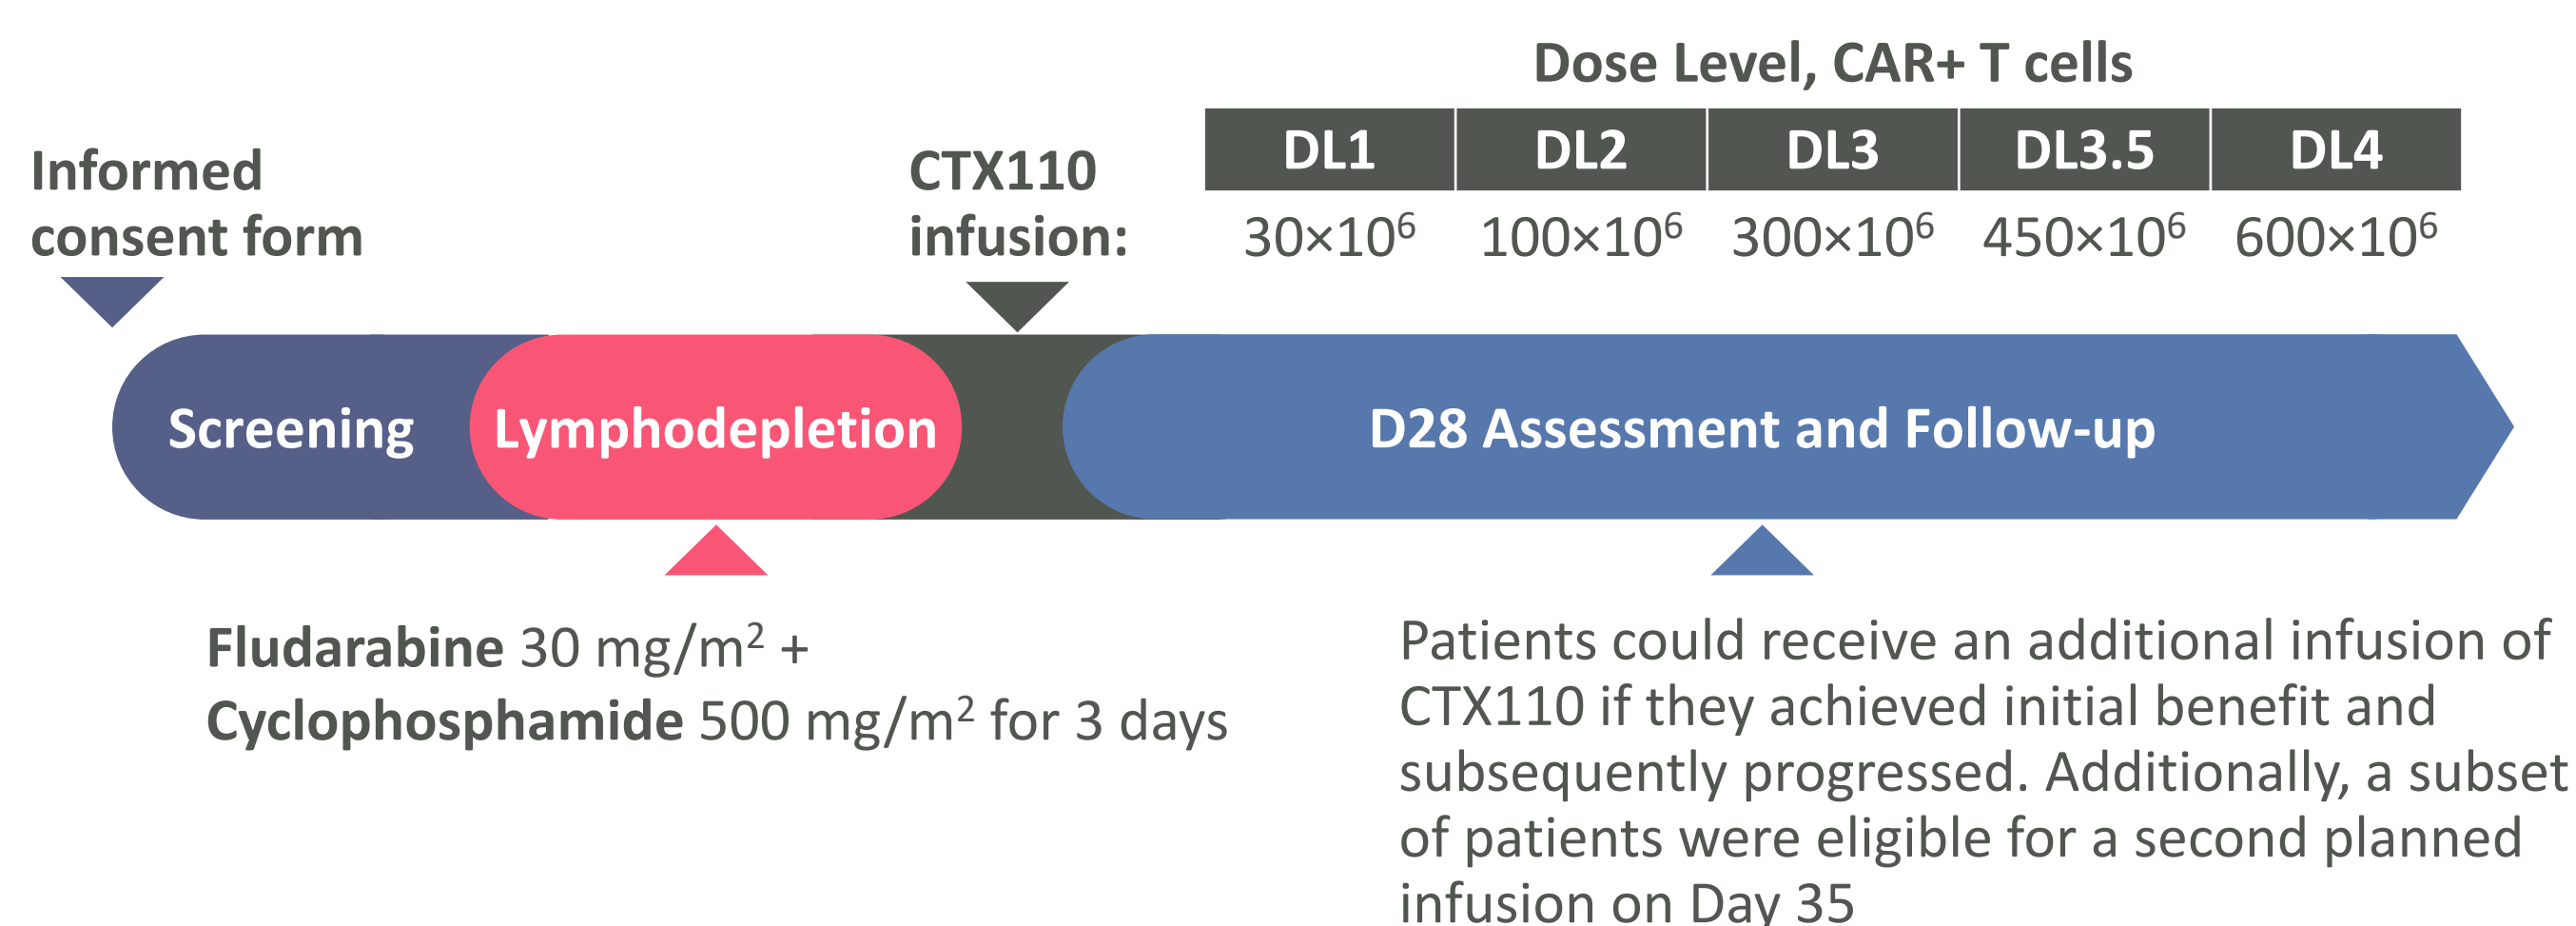 Dose Level, CAR+ T cells
Informed
consent form
CTX110
infusion:
DL1 DL2 DL3 DL3.5 DL4
30×10⁶ 100×10⁶ 300×10⁶ 450×10⁶ 600×10⁶
Screening
Lymphodepletion
D28 Assessment and Follow-up
Fludarabine 30 mg/m² +
Cyclophosphamide 500 mg/m² for 3 days
Patients could receive an additional infusion of
CTX110 if they achieved initial benefit and
subsequently progressed. Additionally, a subset
of patients were eligible for a second planned
infusion on Day 35